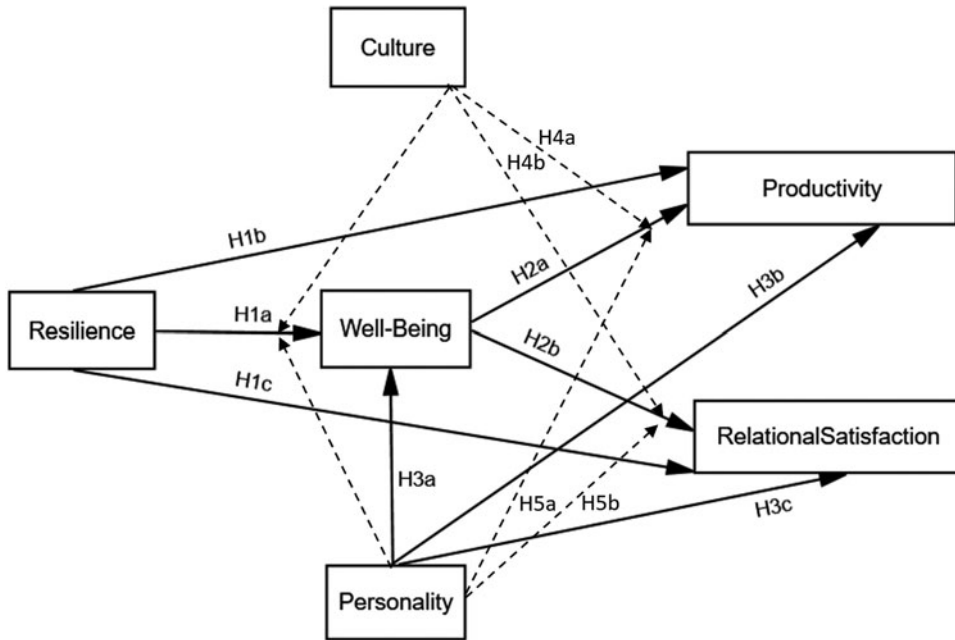 Culture
H4a
H4b
Productivity
H1b
H2a
H3b
Resilience
H1a
Well-Being
H2b
H1c
RelationalSatisfaction
H3a
H5a
H5b
H3c
Personality